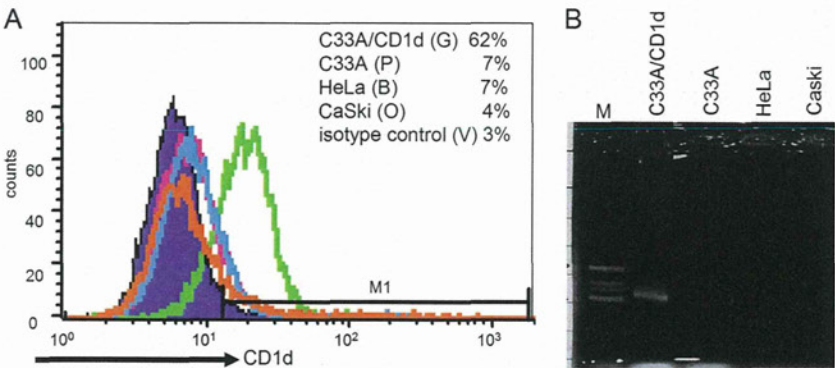 A
C33A/CD1d (G) 62%
C33A (P) 7%
HeLa (B) 7%
CaSki (O) 4%
isotype control (V) 3%
counts
100
80
60
40
20
0
M1
10⁰
10¹
10²
10³
CD1d
B
M
C33A/CD1d
C33A
HeLa
Caski